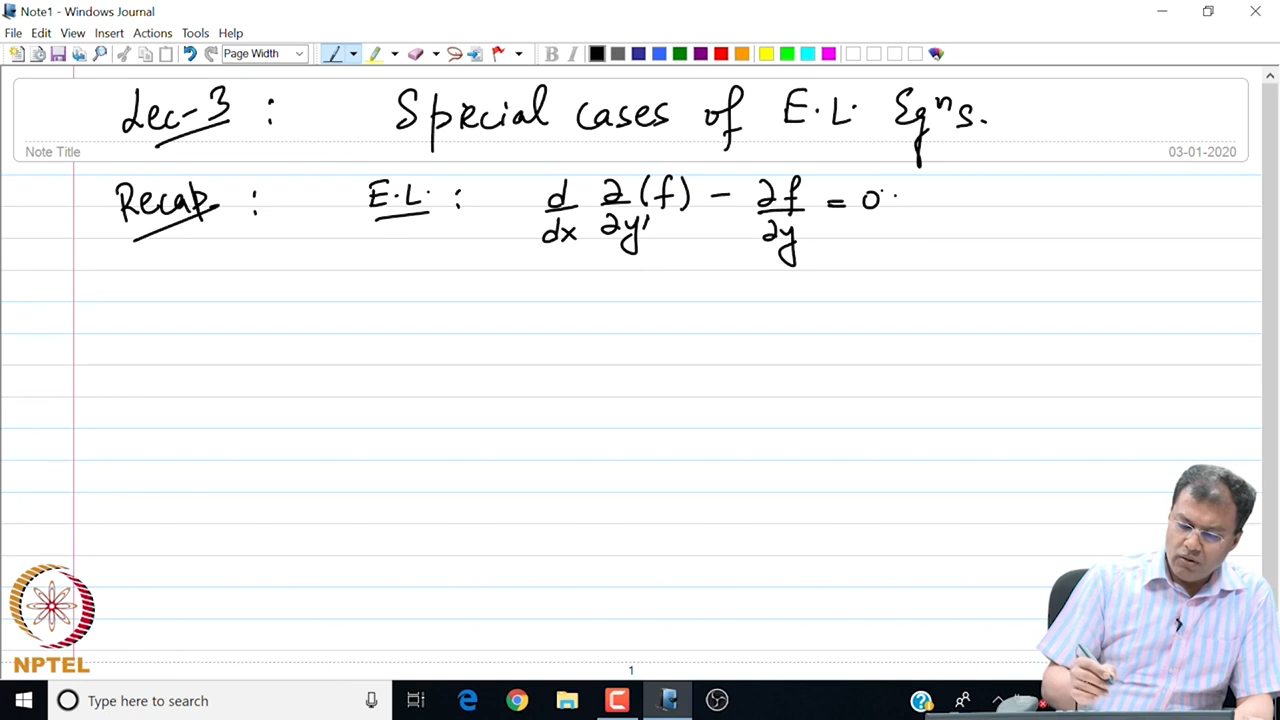 Note1 - Windows Journal
File Edit View Insert Actions Tools Help
Page Width
B I
Lec-3 : Special cases of E.L. Eqⁿs.
Note Title
03-01-2020
Recap : E.L. : d/dx ∂/∂y' (f) - ∂f/∂y = 0.
NPTEL
1
Type here to search